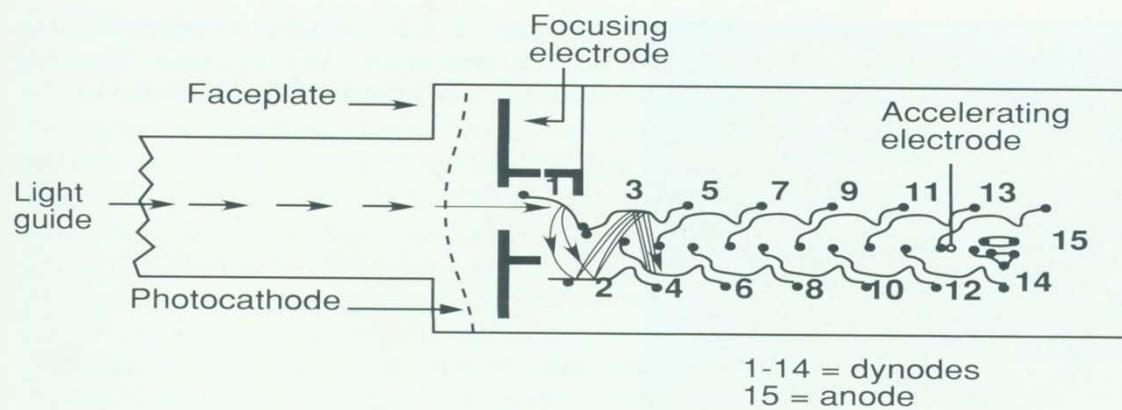 Focusing
electrode
Faceplate
Accelerating
electrode
1
3
5
7
9
11
13
Light
guide
15
2
4
6
8
10
12
14
Photocathode
1-14 = dynodes
15 = anode